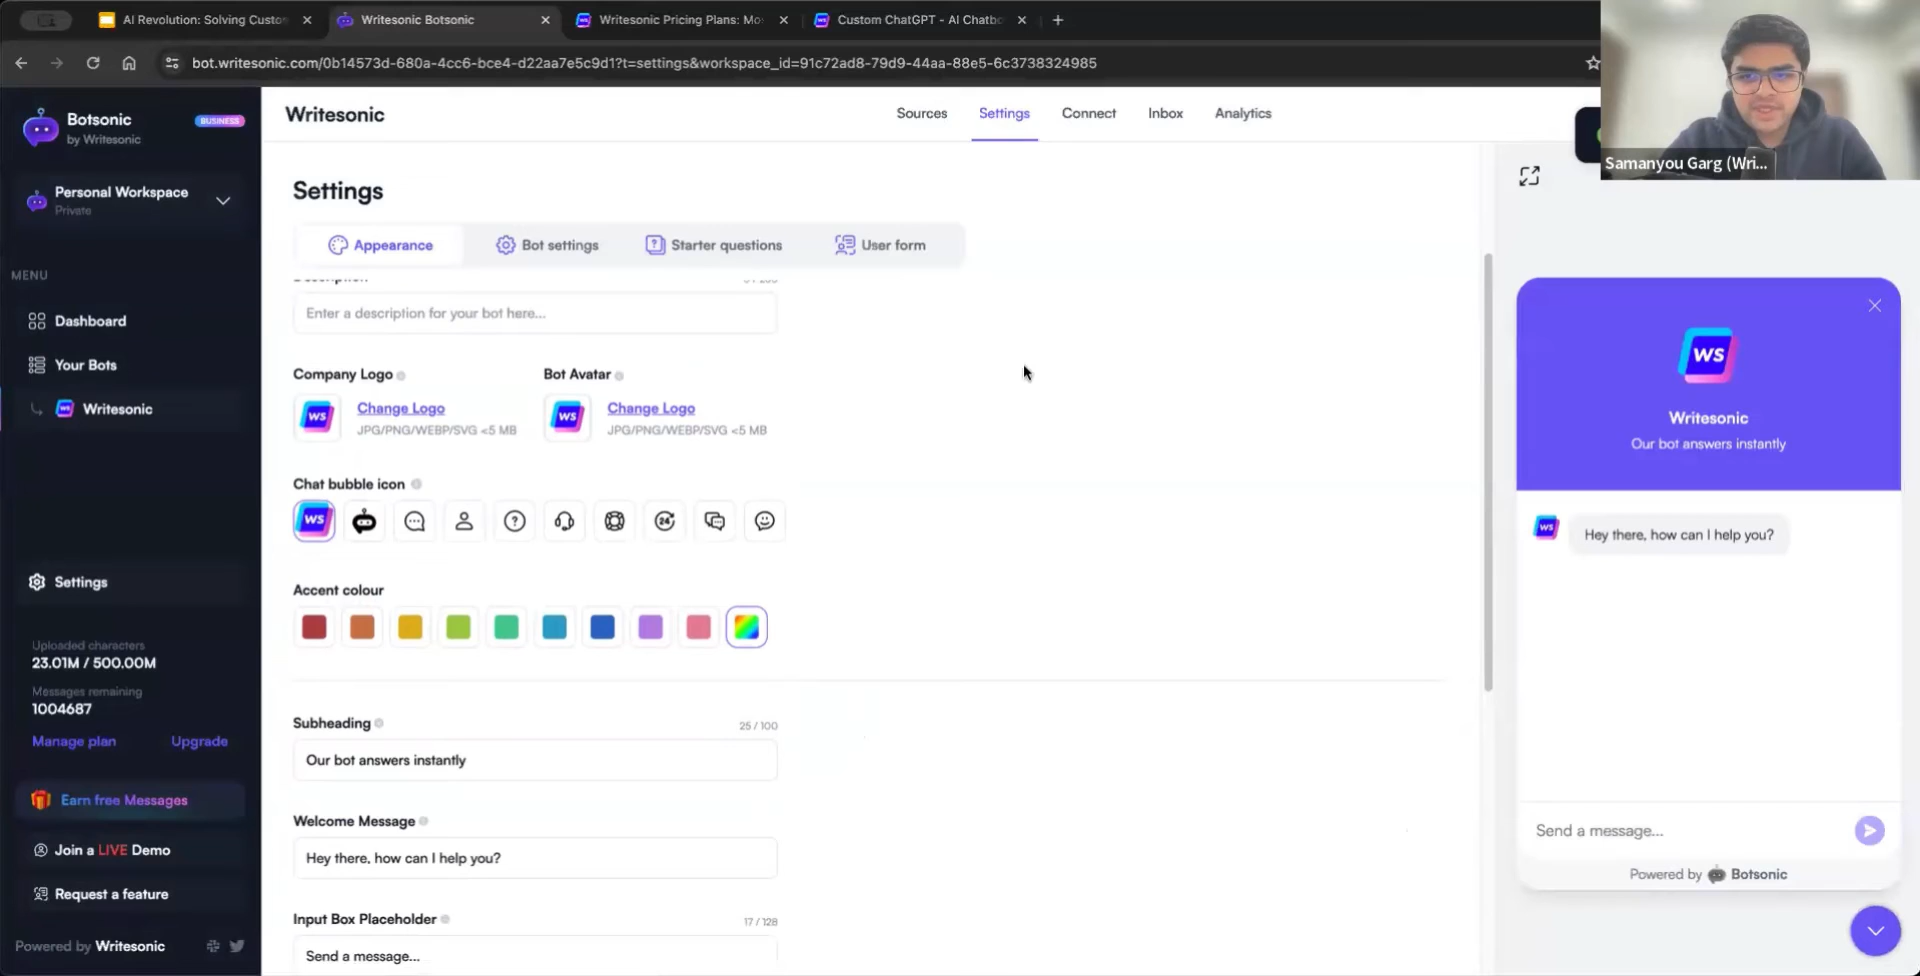 AI Revolution: Solving Custo
Writesonic Botsonic
Writesonic Pricing Plans: Mo
Custom ChatGPT - AI Chatb
bot.writesonic.com/0b14573d-680a-4cc6-bce4-d22aa7e5c9d1?t=settings&workspace_id=91c72ad8-79d9-44aa-88e5-6c3738324985
Samanyou Garg (Wri...
Botsonic
by Writesonic
BUSINESS
Personal Workspace
Private
MENU
Dashboard
Your Bots
Writesonic
Settings
Uploaded characters
23.01M / 500.00M
Messages remaining
1004687
Manage plan
Upgrade
Earn free Messages
Join a LIVE Demo
Request a feature
Powered by Writesonic
Writesonic
Sources
Settings
Connect
Inbox
Analytics
Settings
Appearance
Bot settings
Starter questions
User form
Enter a description for your bot here...
Company Logo
Bot Avatar
WS
Change Logo
JPG/PNG/WEBP/SVG <5 MB
WS
Change Logo
JPG/PNG/WEBP/SVG <5 MB
Chat bubble icon
WS
24
Accent colour
Subheading
25 / 100
Our bot answers instantly
Welcome Message
Hey there, how can I help you?
Input Box Placeholder
17 / 128
Send a message...
WS
Writesonic
Our bot answers instantly
WS
Hey there, how can I help you?
Send a message...
Powered by Botsonic